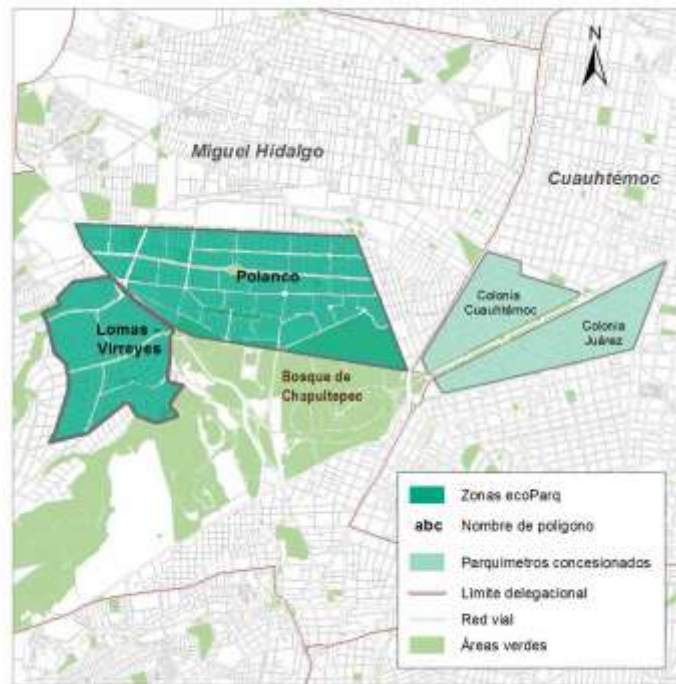 N
Miguel Hidalgo
Cuauhtémoc
Polanco
Colonia
Cuauhtémoc
Colonia
Juárez
Lomas -
Virreyes
Bosque de
Chapultepec
Zonas ecoParq
abc Nombre de polígono
Parquímetros concesionados
Límite delegacional
Red vial
Áreas verdes